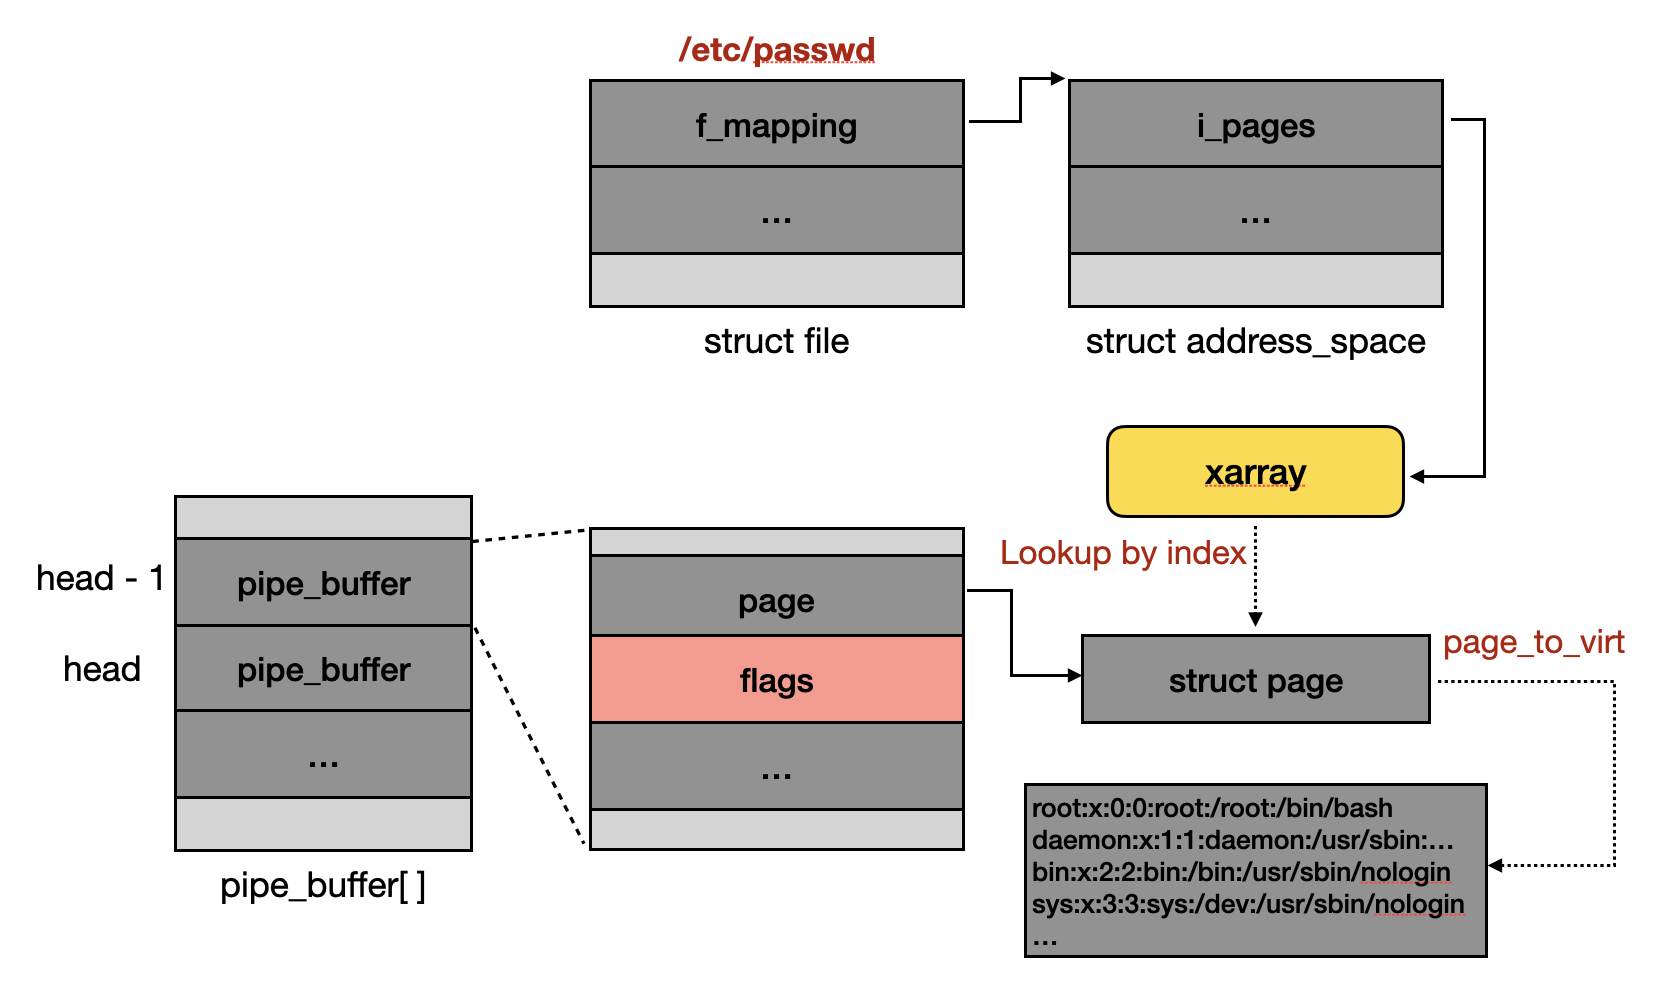 /etc/passwd
f_mapping
...
struct file
i_pages
...
struct address_space
xarray
Lookup by index
head - 1
pipe_buffer
head
pipe_buffer
...
pipe_buffer[ ]
page
flags
...
struct page
page_to_virt
root:x:0:0:root:/root:/bin/bash
daemon:x:1:1:daemon:/usr/sbin:...
bin:x:2:2:bin:/bin:/usr/sbin/nologin
sys:x:3:3:sys:/dev:/usr/sbin/nologin
...